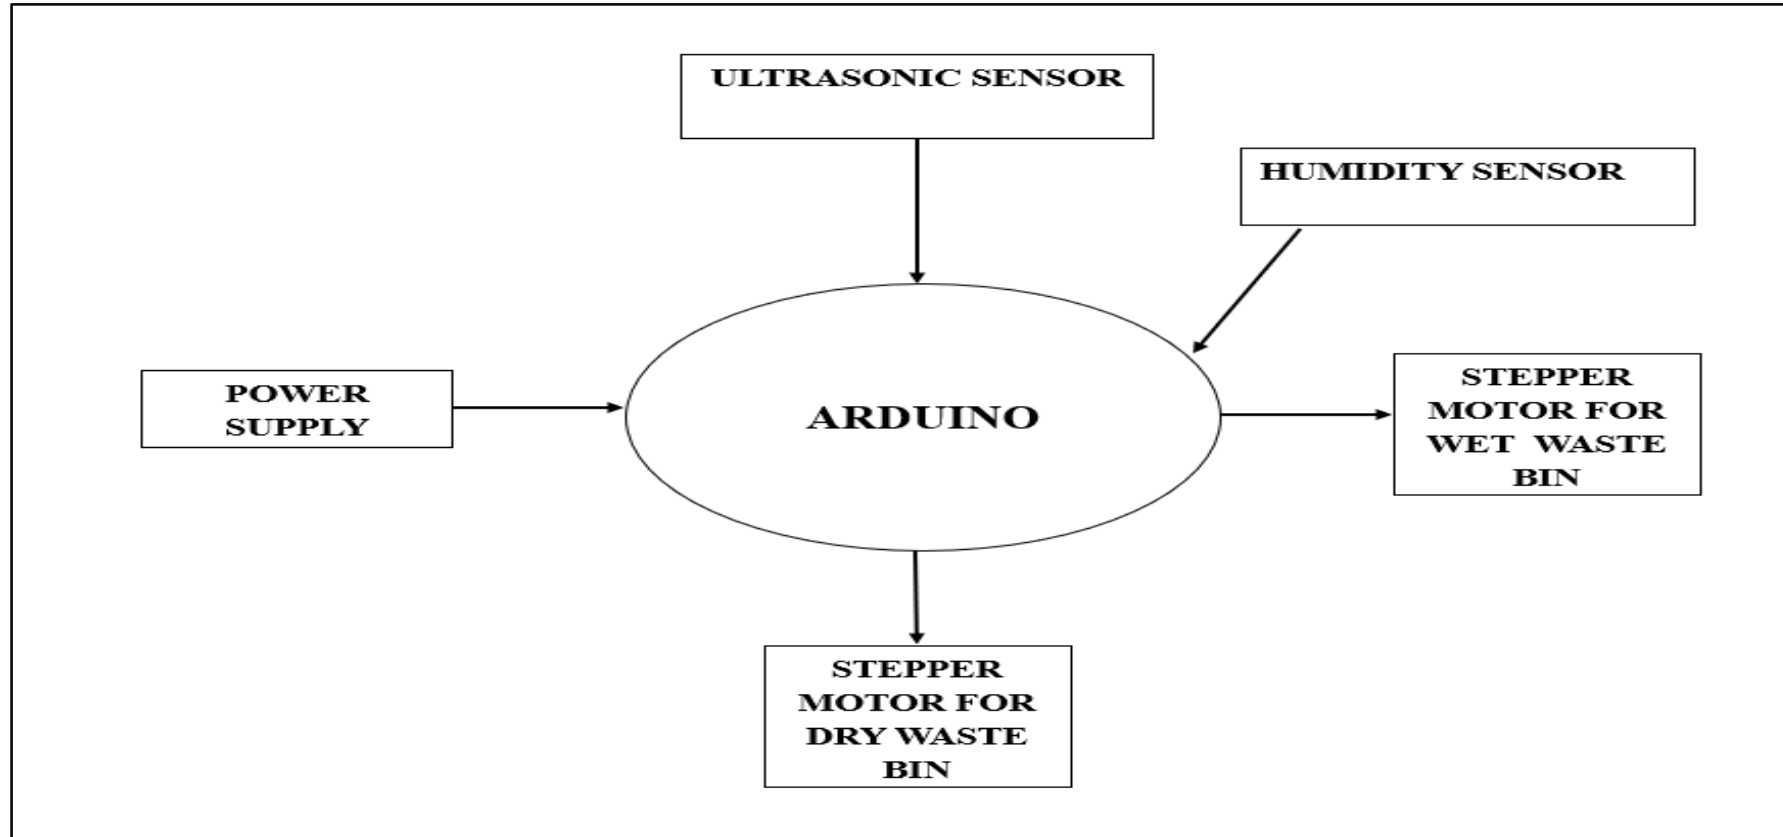 ULTRASONIC SENSOR
HUMIDITY SENSOR
POWER
SUPPLY
ARDUINO
STEPPER
MOTOR FOR
WET  WASTE
BIN
STEPPER
MOTOR FOR
DRY WASTE
BIN